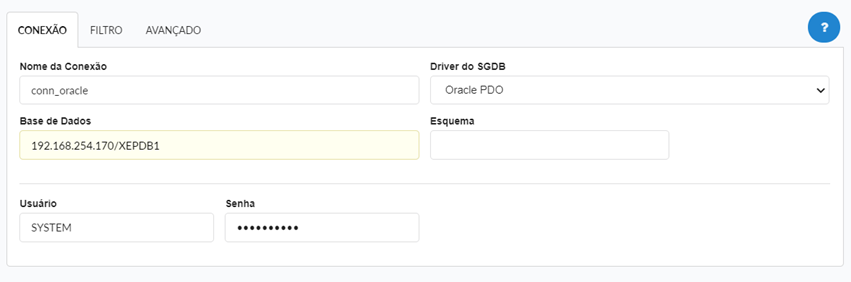 CONEXÃO FILTRO AVANÇADO ?
Nome da Conexão Driver do SGDB
conn_oracle Oracle PDO
Base de Dados Esquema
192.168.254.170/XEPDB1
Usuário Senha
SYSTEM ••••••••••